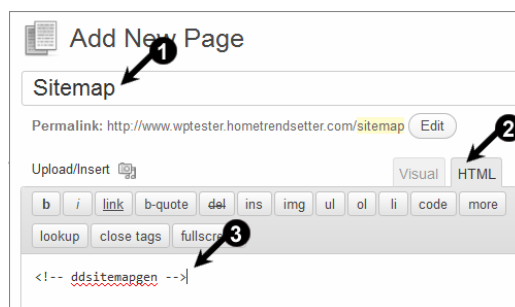 Add New Page
1
Sitemap
Permalink: http://www.wptester.hometrendsetter.com/sitemap Edit
2
Upload/Insert Visual HTML
b i link b-quote del ins img ul ol li code more
lookup close tags
3
<!-- ddsitemapgen -->